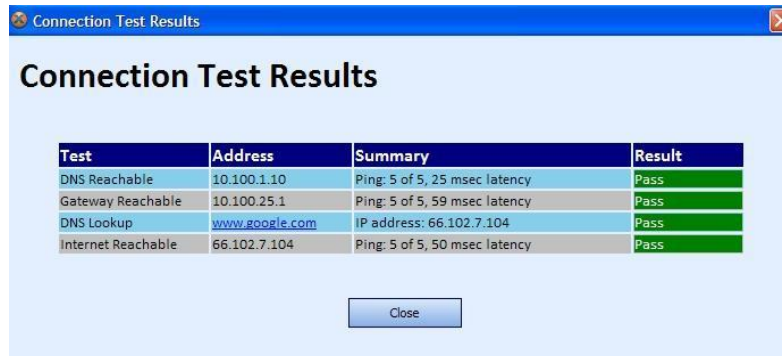 Connection Test Results
Connection Test Results
Test Address Summary Result
DNS Reachable 10.100.1.10 Ping: 5 of 5, 25 msec latency Pass
Gateway Reachable 10.100.25.1 Ping: 5 of 5, 59 msec latency Pass
DNS Lookup www.google.com IP address: 66.102.7.104 Pass
Internet Reachable 66.102.7.104 Ping: 5 of 5, 50 msec latency Pass
Close